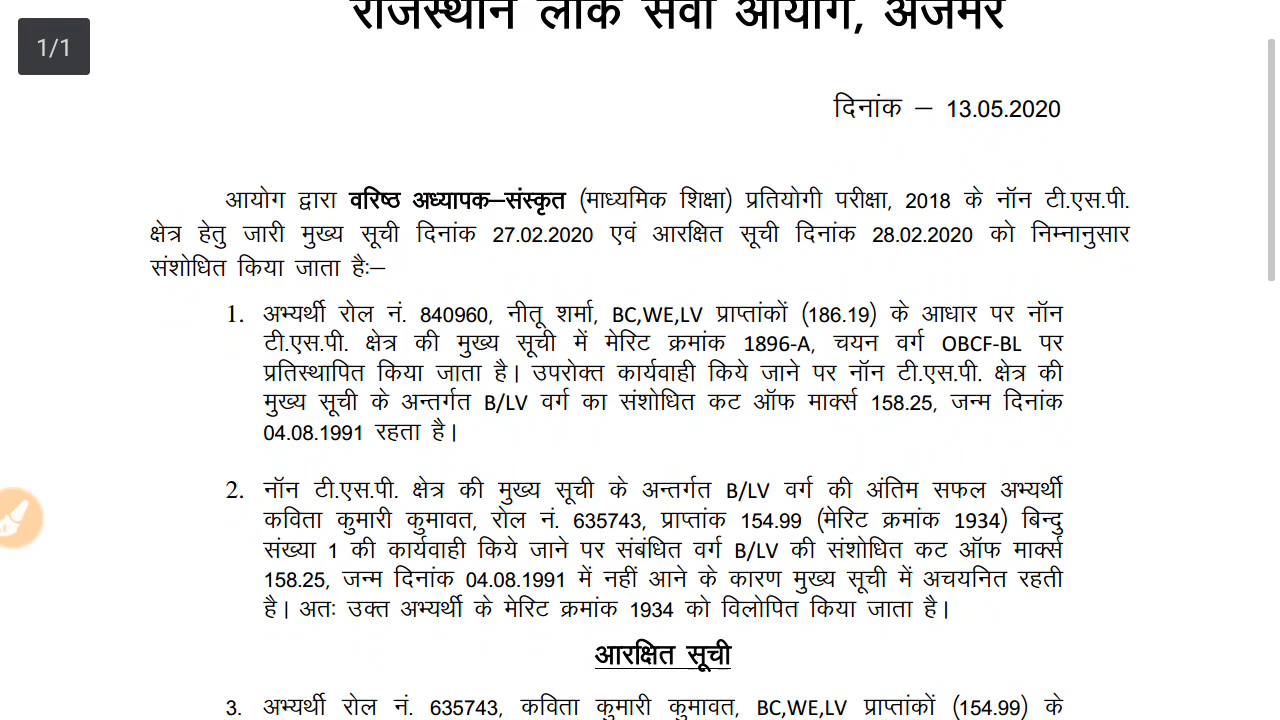 राजस्थान लोक सेवा आयोग, अजमेर
1/1
दिनांक – 13.05.2020
आयोग द्वारा वरिष्ठ अध्यापक–संस्कृत (माध्यमिक शिक्षा) प्रतियोगी परीक्षा, 2018 के नॉन टी.एस.पी.
क्षेत्र हेतु जारी मुख्य सूची दिनांक 27.02.2020 एवं आरक्षित सूची दिनांक 28.02.2020 को निम्नानुसार
संशोधित किया जाता हैः–
1. अभ्यर्थी रोल नं. 840960, नीतू शर्मा, BC,WE,LV प्राप्तांकों (186.19) के आधार पर नॉन
टी.एस.पी. क्षेत्र की मुख्य सूची में मेरिट क्रमांक 1896-A, चयन वर्ग OBCF-BL पर
प्रतिस्थापित किया जाता है। उपरोक्त कार्यवाही किये जाने पर नॉन टी.एस.पी. क्षेत्र की
मुख्य सूची के अन्तर्गत B/LV वर्ग का संशोधित कट ऑफ मार्क्स 158.25, जन्म दिनांक
04.08.1991 रहता है।
2. नॉन टी.एस.पी. क्षेत्र की मुख्य सूची के अन्तर्गत B/LV वर्ग की अंतिम सफल अभ्यर्थी
कविता कुमारी कुमावत, रोल नं. 635743, प्राप्तांक 154.99 (मेरिट क्रमांक 1934) बिन्दु
संख्या 1 की कार्यवाही किये जाने पर संबंधित वर्ग B/LV की संशोधित कट ऑफ मार्क्स
158.25, जन्म दिनांक 04.08.1991 में नहीं आने के कारण मुख्य सूची में अचयनित रहती
है। अतः उक्त अभ्यर्थी के मेरिट क्रमांक 1934 को विलोपित किया जाता है।
आरक्षित सूची
3. अभ्यर्थी रोल नं. 635743, कविता कुमारी कुमावत, BC,WE,LV प्राप्तांकों (154.99) के